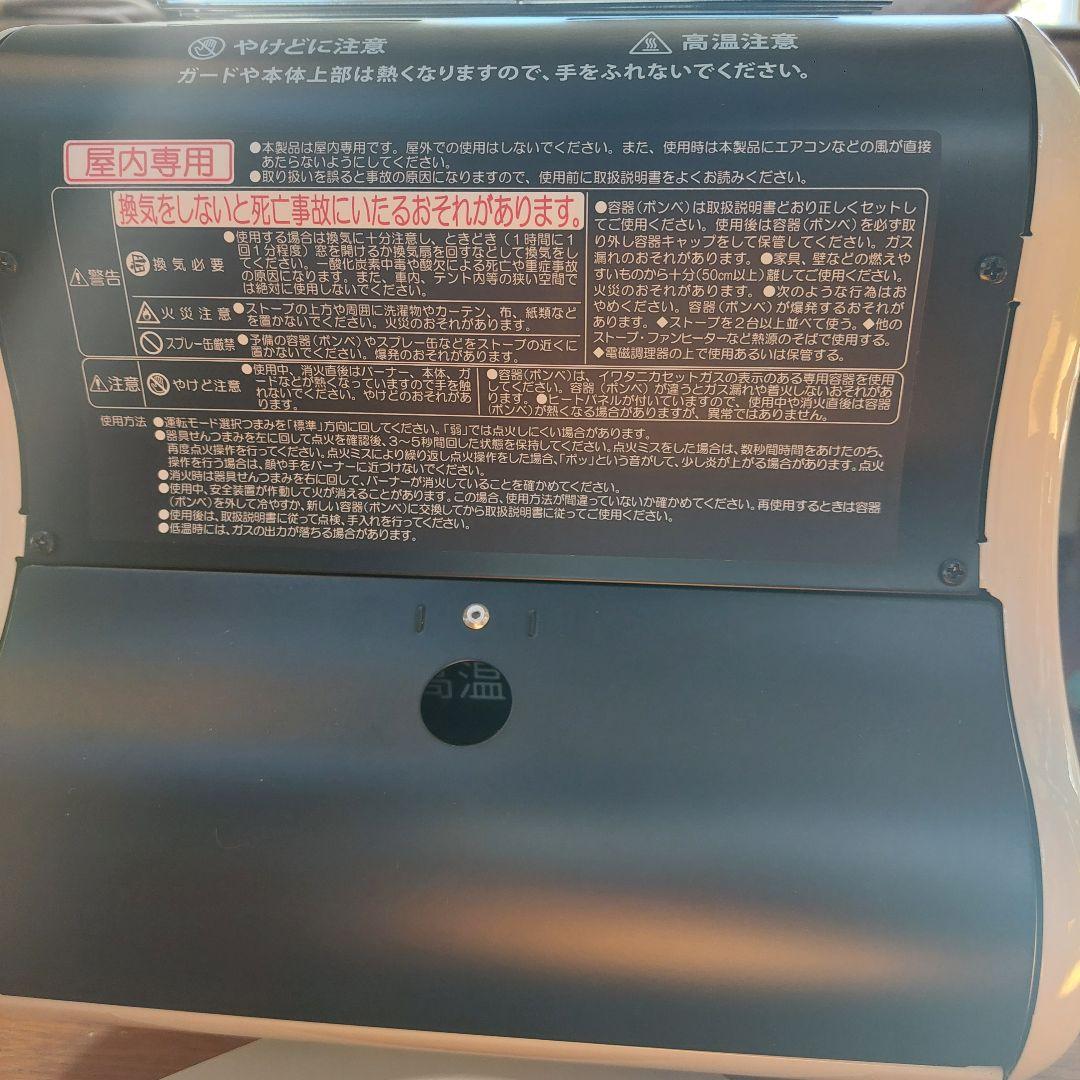 やけどに注意
高温注意
ガードや本体上部は熱くなりますので、手をふれないでください。
屋内専用
●本製品は屋内専用です。屋外での使用はしないでください。また、使用時は本製品にエアコンなどの風が直接
あたらないようにしてください。
●取り扱いを誤ると事故の原因になりますので、使用前に取扱説明書をよくお読みください。
警告
換気をしないと死亡事故にいたるおそれがあります。
換気必要
●使用する場合は換気に十分注意し、ときどき(1時間に1
回1分程度)窓を開けるか換気扇を回すなどして換気をし
てください。一酸化炭素中毒や酸欠による死亡や重症事故
の原因になります。また、車内、テント内等の狭い空間で
は絶対に使用しないでください。
火災注意
●ストーブの上方や周囲に洗濯物やカーテン、布、紙類など
を置かないでください。火災のおそれがあります。
スプレー缶厳禁
●予備の容器(ボンベ)やスプレー缶などをストーブの近くに
置かないでください。爆発のおそれがあります。
●容器(ボンベ)は取扱説明書どおり正しくセットし
てご使用ください。使用後は容器(ボンベ)を必ず取
り外し容器キャップをして保管してください。ガス
漏れのおそれがあります。●家具、壁などの燃えや
すいものから十分(50cm以上)離してご使用ください。
火災のおそれがあります。●次のような行為はお
やめください。容器(ボンベ)が爆発するおそれがあ
あります。◆ストーブを2台以上並べて使う。◆他の
ストーブ・ファンヒーターなど熱源のそばで使用する。
◆電磁調理器の上で使用あるいは保管する。
注意
やけど注意
●使用中、消火直後はバーナー、本体、ガ
ードなどが熱くなっていますので手を触
れないでください。やけどのおそれがあ
ります。
●容器(ボンベ)は、イワタニカセットガスの表示のある専用容器を使用
してください。容器(ボンベ)が違うとガス漏れや着火しないおそれがあり
ます。●ヒートパネルが付いていますので、使用中や消火直後は容器
(ボンベ)が熱くなる場合がありますが、異常ではありません。
使用方法
●運転モード選択つまみを「標準」方向に回してください。「弱」では点火しにくい場合があります。
●器具せんつまみを左に回して点火を確認後、3~5秒間回した状態を保持してください。点火ミスをした場合は、数秒間時間をあけたのち、
再度点火操作を行ってください。点火ミスにより繰り返し点火操作をした場合、「ボッ」という音がして、少し炎が上がる場合があります。点火
操作を行う場合は、顔や手をバーナーに近づけないでください。
●消火時は器具せんつまみを右に回して、バーナーが消火していることを確かめてください。
●使用中、安全装置が作動して火が消えることがあります。この場合、使用方法が間違っていないか確かめてください。再使用するときは容器
(ボンベ)を外して冷やすか、新しい容器(ボンベ)に交換してから取扱説明書に従ってご使用ください。
●使用後は、取扱説明書に従って点検、手入れを行ってください。
●低温時には、ガスの出力が落ちる場合があります。
高温